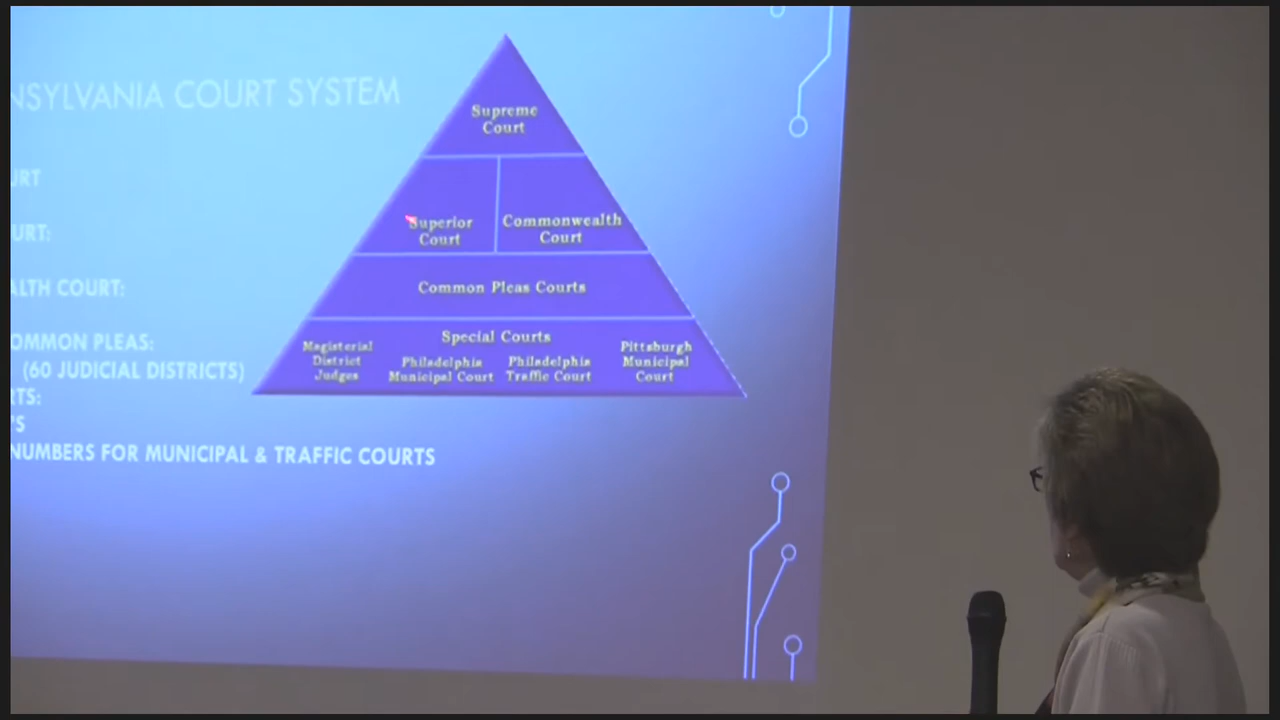 NSYLVANIA COURT SYSTEM
URT
URT:
ALTH COURT:
OMMON PLEAS:
(60 JUDICIAL DISTRICTS)
RTS:
'S
NUMBERS FOR MUNICIPAL & TRAFFIC COURTS
Supreme
Court
Superior
Court
Commonwealth
Court
Common Pleas Courts
Special Courts
Magisterial
District
Judges
Philadelphia
Municipal Court
Philadelphia
Traffic Court
Pittsburgh
Municipal
Court